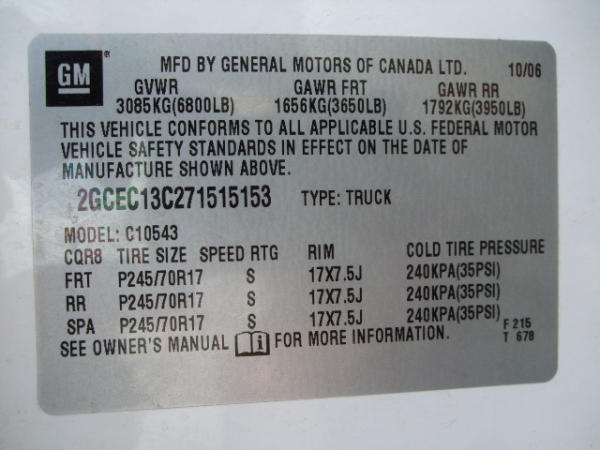 GM ® MFD BY GENERAL MOTORS OF CANADA LTD. 10/06
GVWR GAWR FRT GAWR RR
3085KG(6800LB) 1656KG(3650LB) 1792KG(3950LB)
THIS VEHICLE CONFORMS TO ALL APPLICABLE U.S. FEDERAL MOTOR
VEHICLE SAFETY STANDARDS IN EFFECT ON THE DATE OF
MANUFACTURE SHOWN ABOVE.
2GCEC13C271515153 TYPE: TRUCK
MODEL: C10543
CQR8 TIRE SIZE SPEED RTG RIM COLD TIRE PRESSURE
FRT P245/70R17 S 17X7.5J 240KPA(35PSI)
RR P245/70R17 S 17X7.5J 240KPA(35PSI)
SPA P245/70R17 S 17X7.5J 240KPA(35PSI) F 215
SEE OWNER'S MANUAL i FOR MORE INFORMATION. T 678